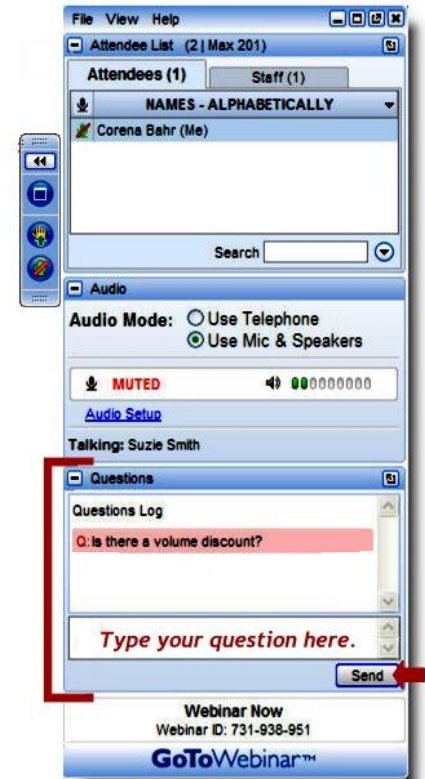 File View Help
Attendee List (2 | Max 201)
Attendees (1) Staff (1)
NAMES - ALPHABETICALLY
Corena Bahr (Me)
Search
Audio
Audio Mode: Use Telephone
Use Mic & Speakers
MUTED
Audio Setup
Talking: Suzie Smith
Questions
Questions Log
Q: Is there a volume discount?
Type your question here.
Send
Webinar Now
Webinar ID: 731-938-951
GoToWebinar™